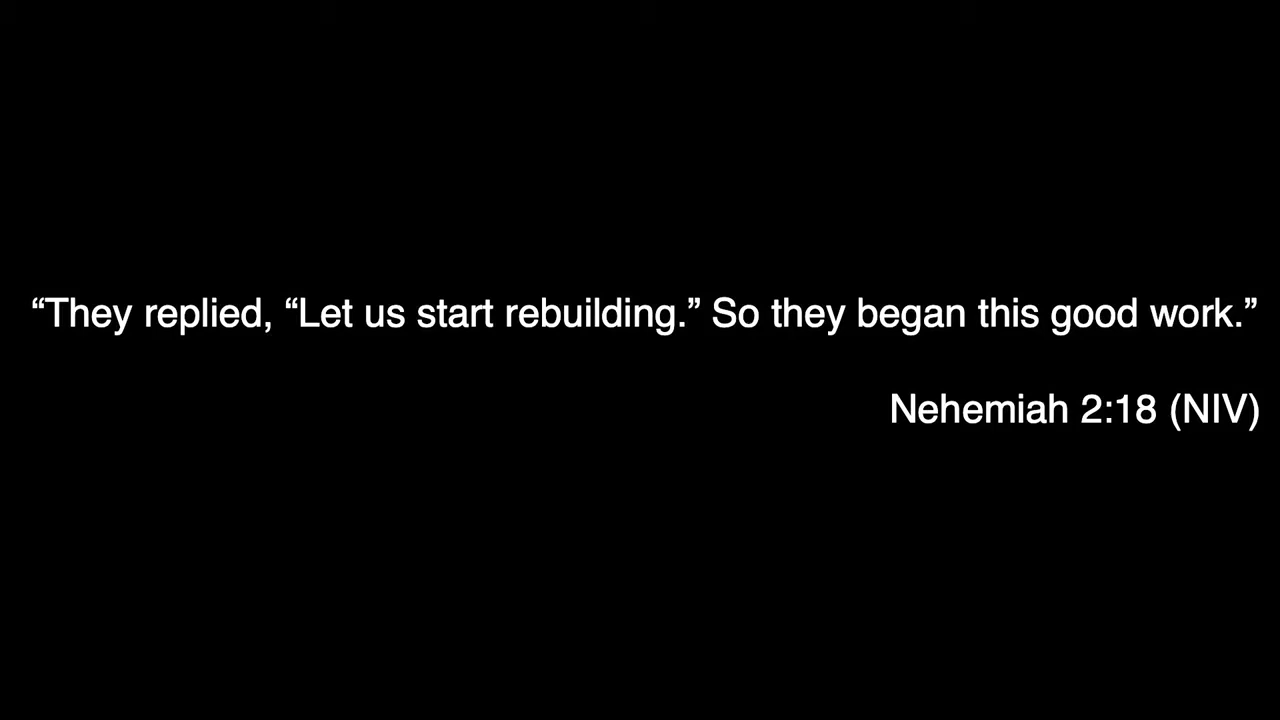 “They replied, “Let us start rebuilding.” So they began this good work.”
Nehemiah 2:18 (NIV)